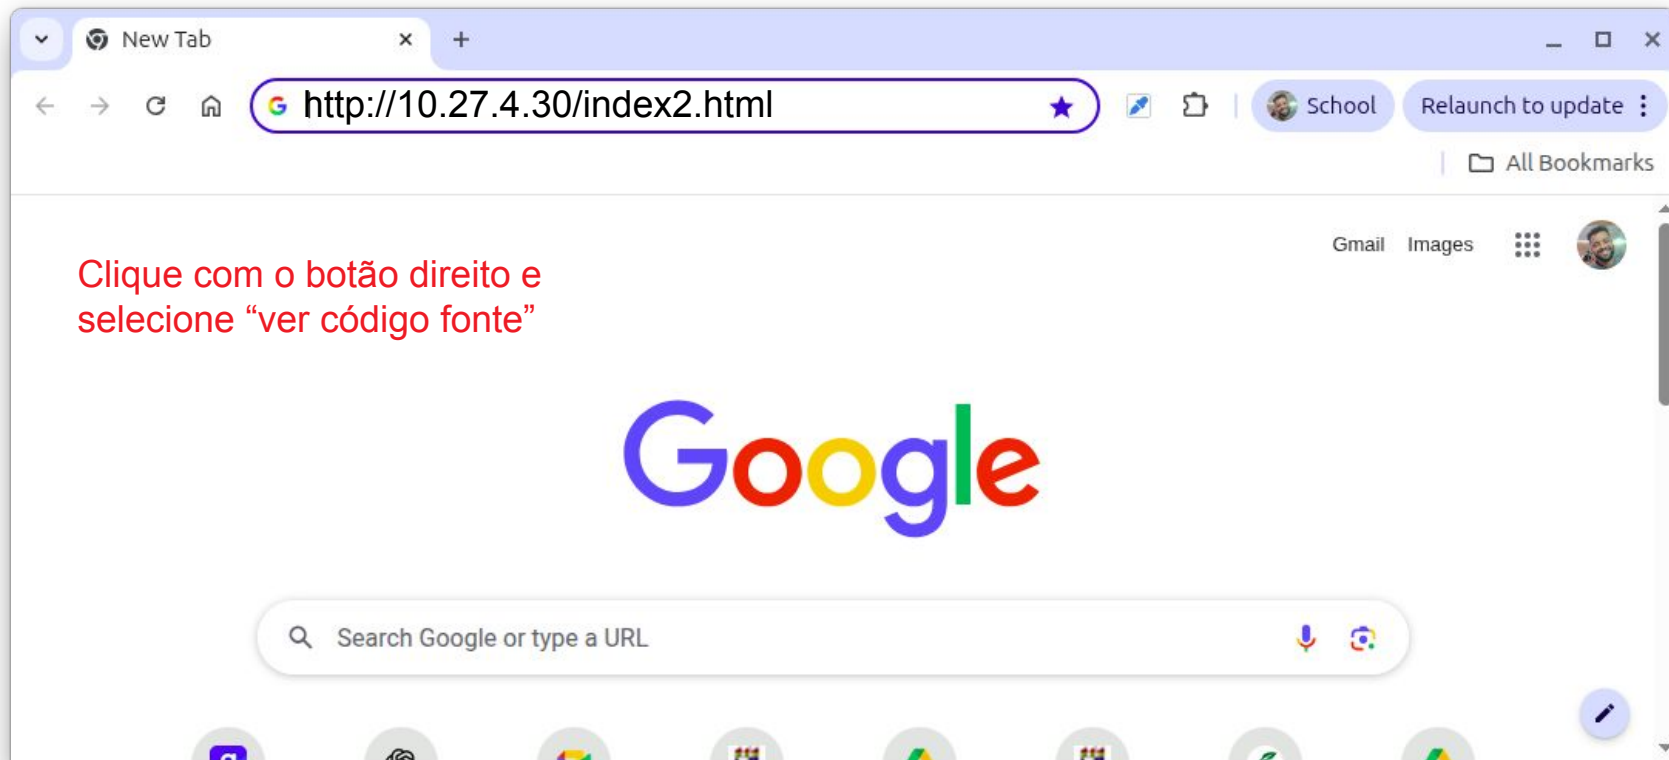 New Tab
http://10.27.4.30/index2.html
School
Relaunch to update
All Bookmarks
Gmail Images
Clique com o botão direito e
selecione “ver código fonte”
Google
Search Google or type a URL